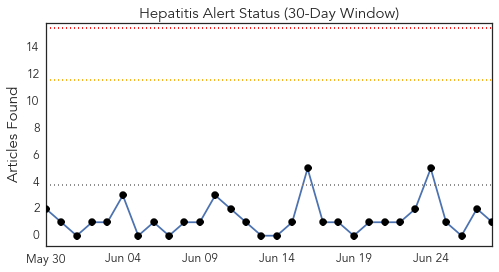 Hepatitis Alert Status (30-Day Window)
Articles Found
14
12
10
8
6
4
2
0
May 30
Jun 04
Jun 09
Jun 14
Jun 19
Jun 24